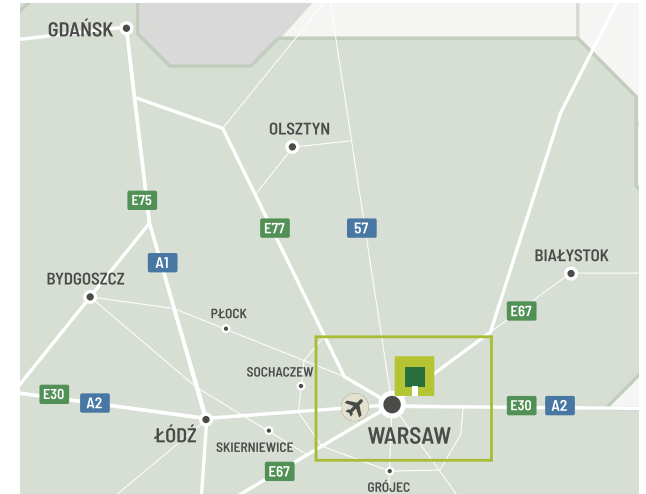 GDAŃSK
OLSZTYN
E75
E77
57
BIAŁYSTOK
A1
BYDGOSZCZ
PŁOCK
E67
SOCHACZEW
E30
A2
E30
A2
ŁÓDŹ
WARSAW
SKIERNIEWICE
E67
GRÓJEC